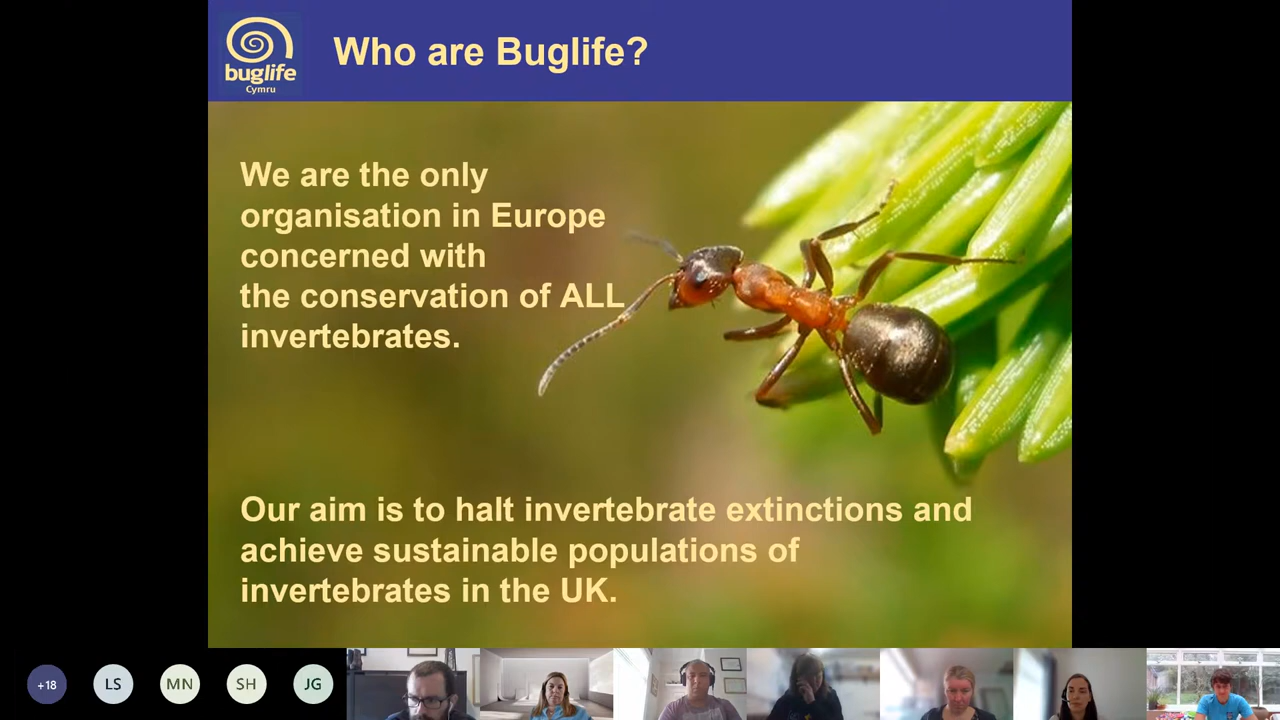 buglife
Cymru
Who are Buglife?
We are the only
organisation in Europe
concerned with
the conservation of ALL
invertebrates.
Our aim is to halt invertebrate extinctions and
achieve sustainable populations of
invertebrates in the UK.
+18 LS MN SH JG